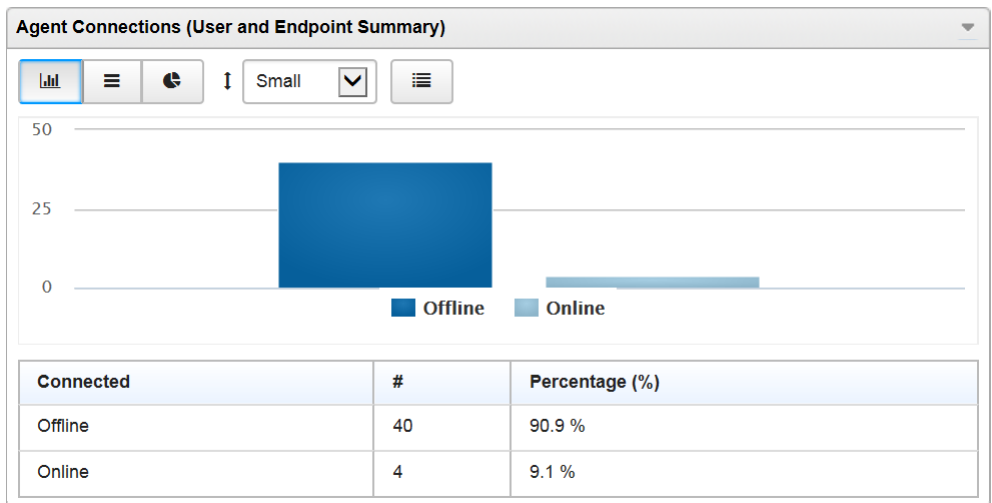 Agent Connections (User and Endpoint Summary)
Small
50
25
0
Offline Online
Connected # Percentage (%)
Offline 40 90.9 %
Online 4 9.1 %